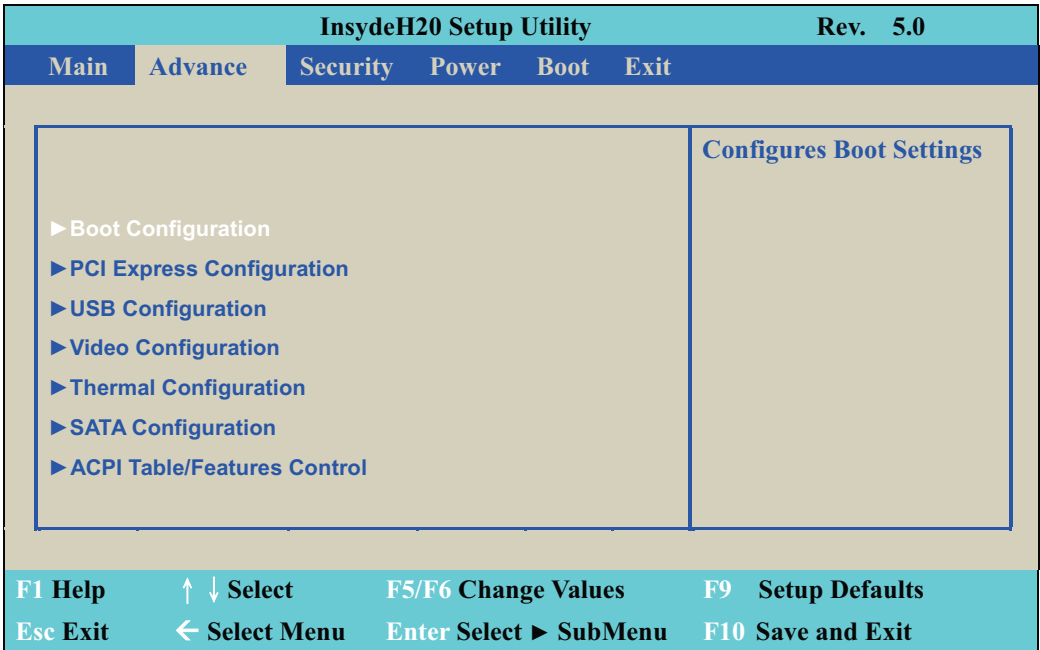 InsydeH20 Setup Utility Rev. 5.0
Main Advance Security Power Boot Exit
Configures Boot Settings
►Boot Configuration
►PCI Express Configuration
►USB Configuration
►Video Configuration
►Thermal Configuration
►SATA Configuration
►ACPI Table/Features Control
F1 Help ↑ ↓ Select F5/F6 Change Values F9 Setup Defaults
Esc Exit ← Select Menu Enter Select ► SubMenu F10 Save and Exit